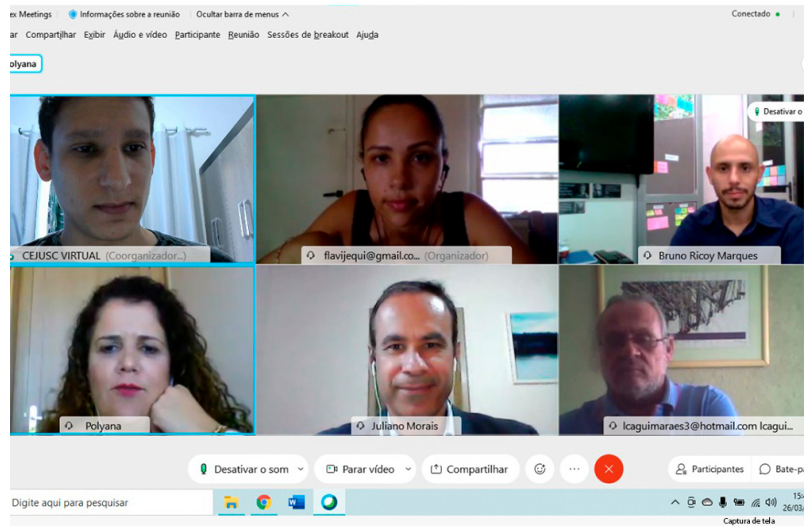 ex Meetings Informações sobre a reunião Ocultar barra de menus Conectado
ar Compartilhar Exibir Áudio e vídeo Participante Reunião Sessões de breakout Ajuda
olyana
Desativar o
CEJUSC VIRTUAL (Coorganizador...) flavijequi@gmail.co... (Organizador) Bruno Ricoy Marques
Polyana Juliano Morais lcaguimaraes3@hotmail.com lcagui...
Desativar o som Parar vídeo Compartilhar ... Participantes Bate-pa
Digite aqui para pesquisar 15:4
26/03/
Captura de tela